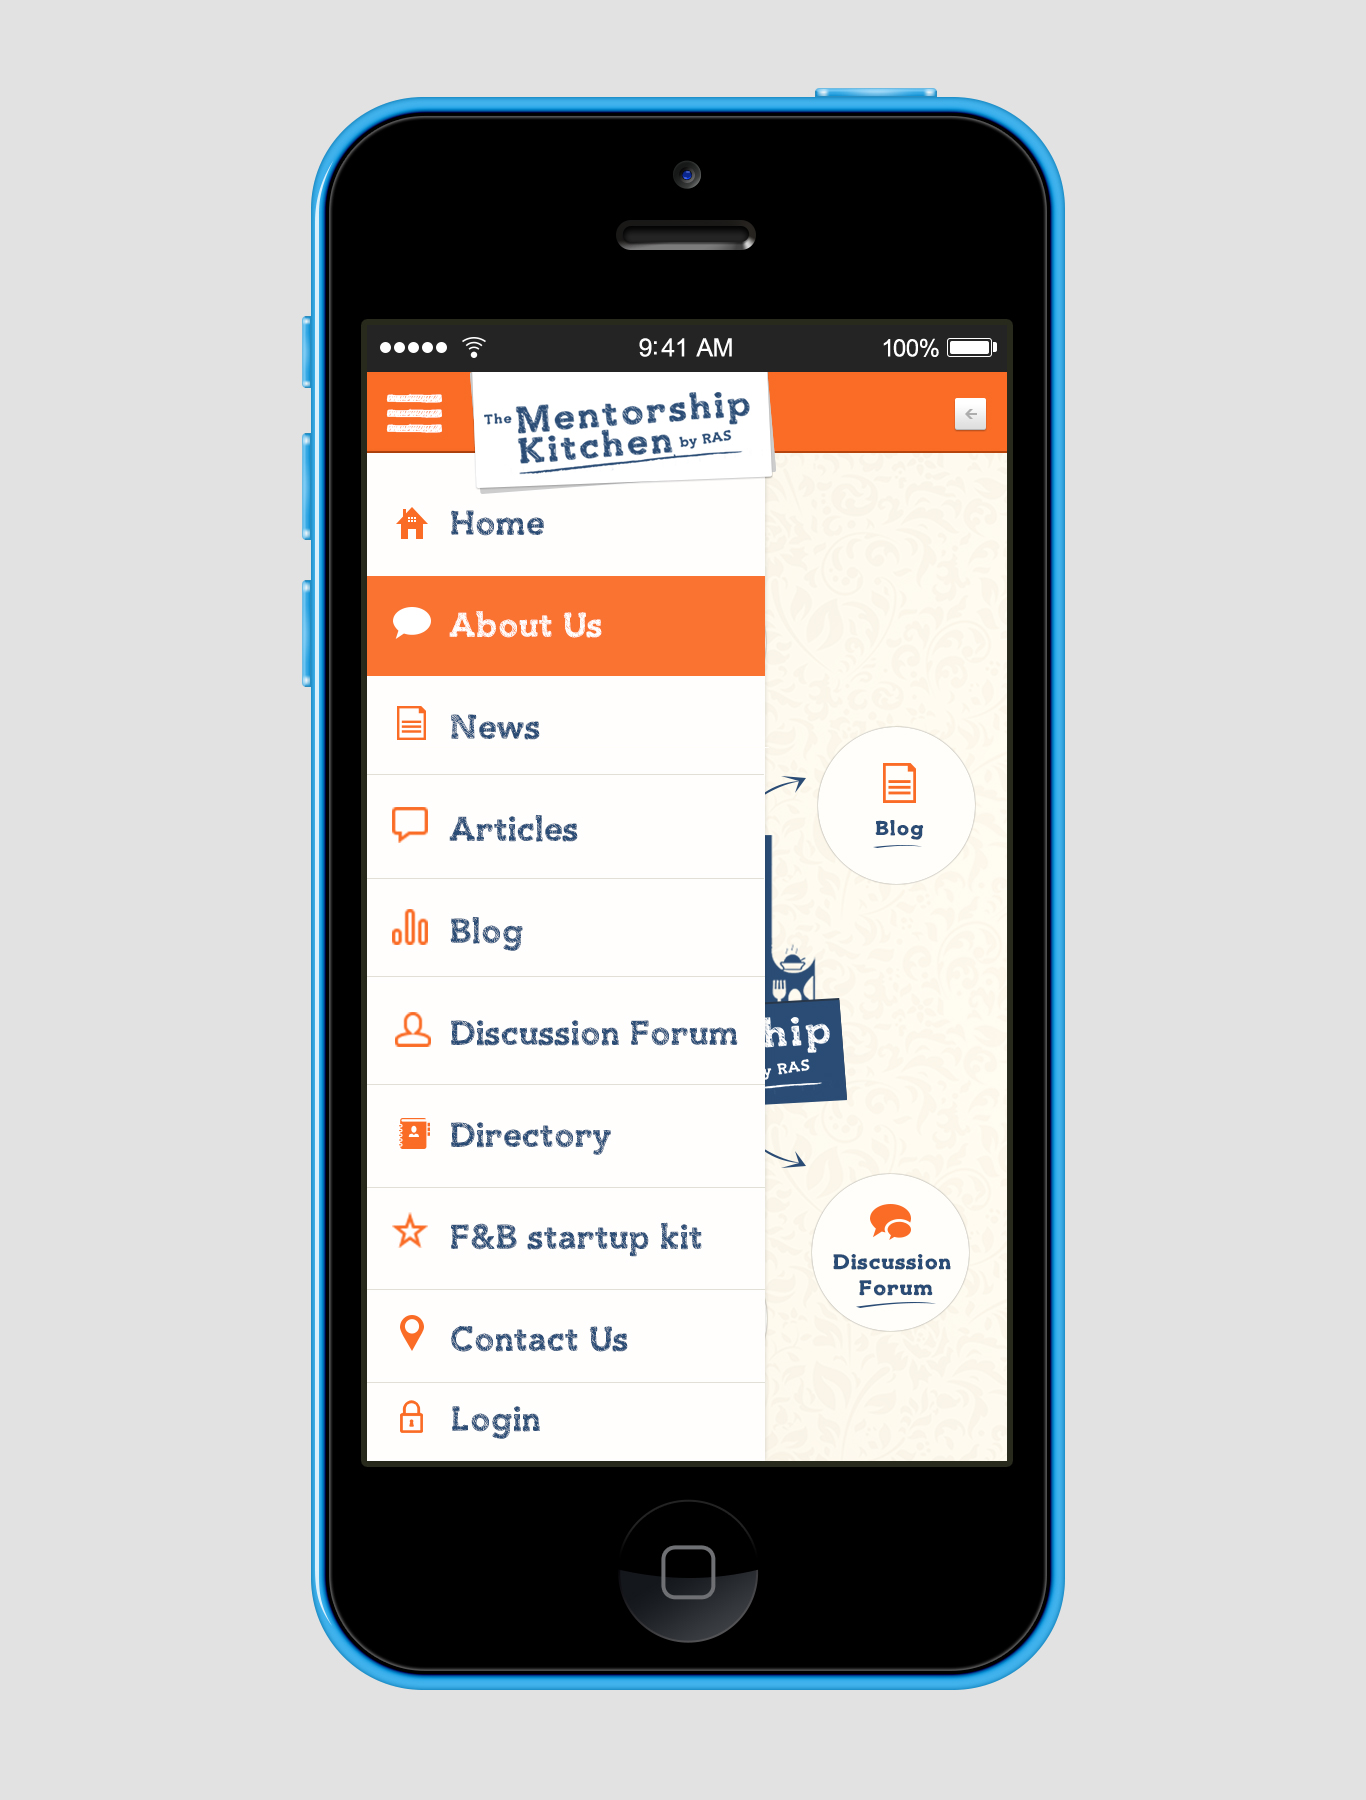 9:41 AM
100%
The Mentorship
Kitchen by RAS
Home
About Us
News
Articles
Blog
Discussion Forum
Directory
F&B startup kit
Contact Us
Login
Blog
hip
y RAS
Discussion
Forum